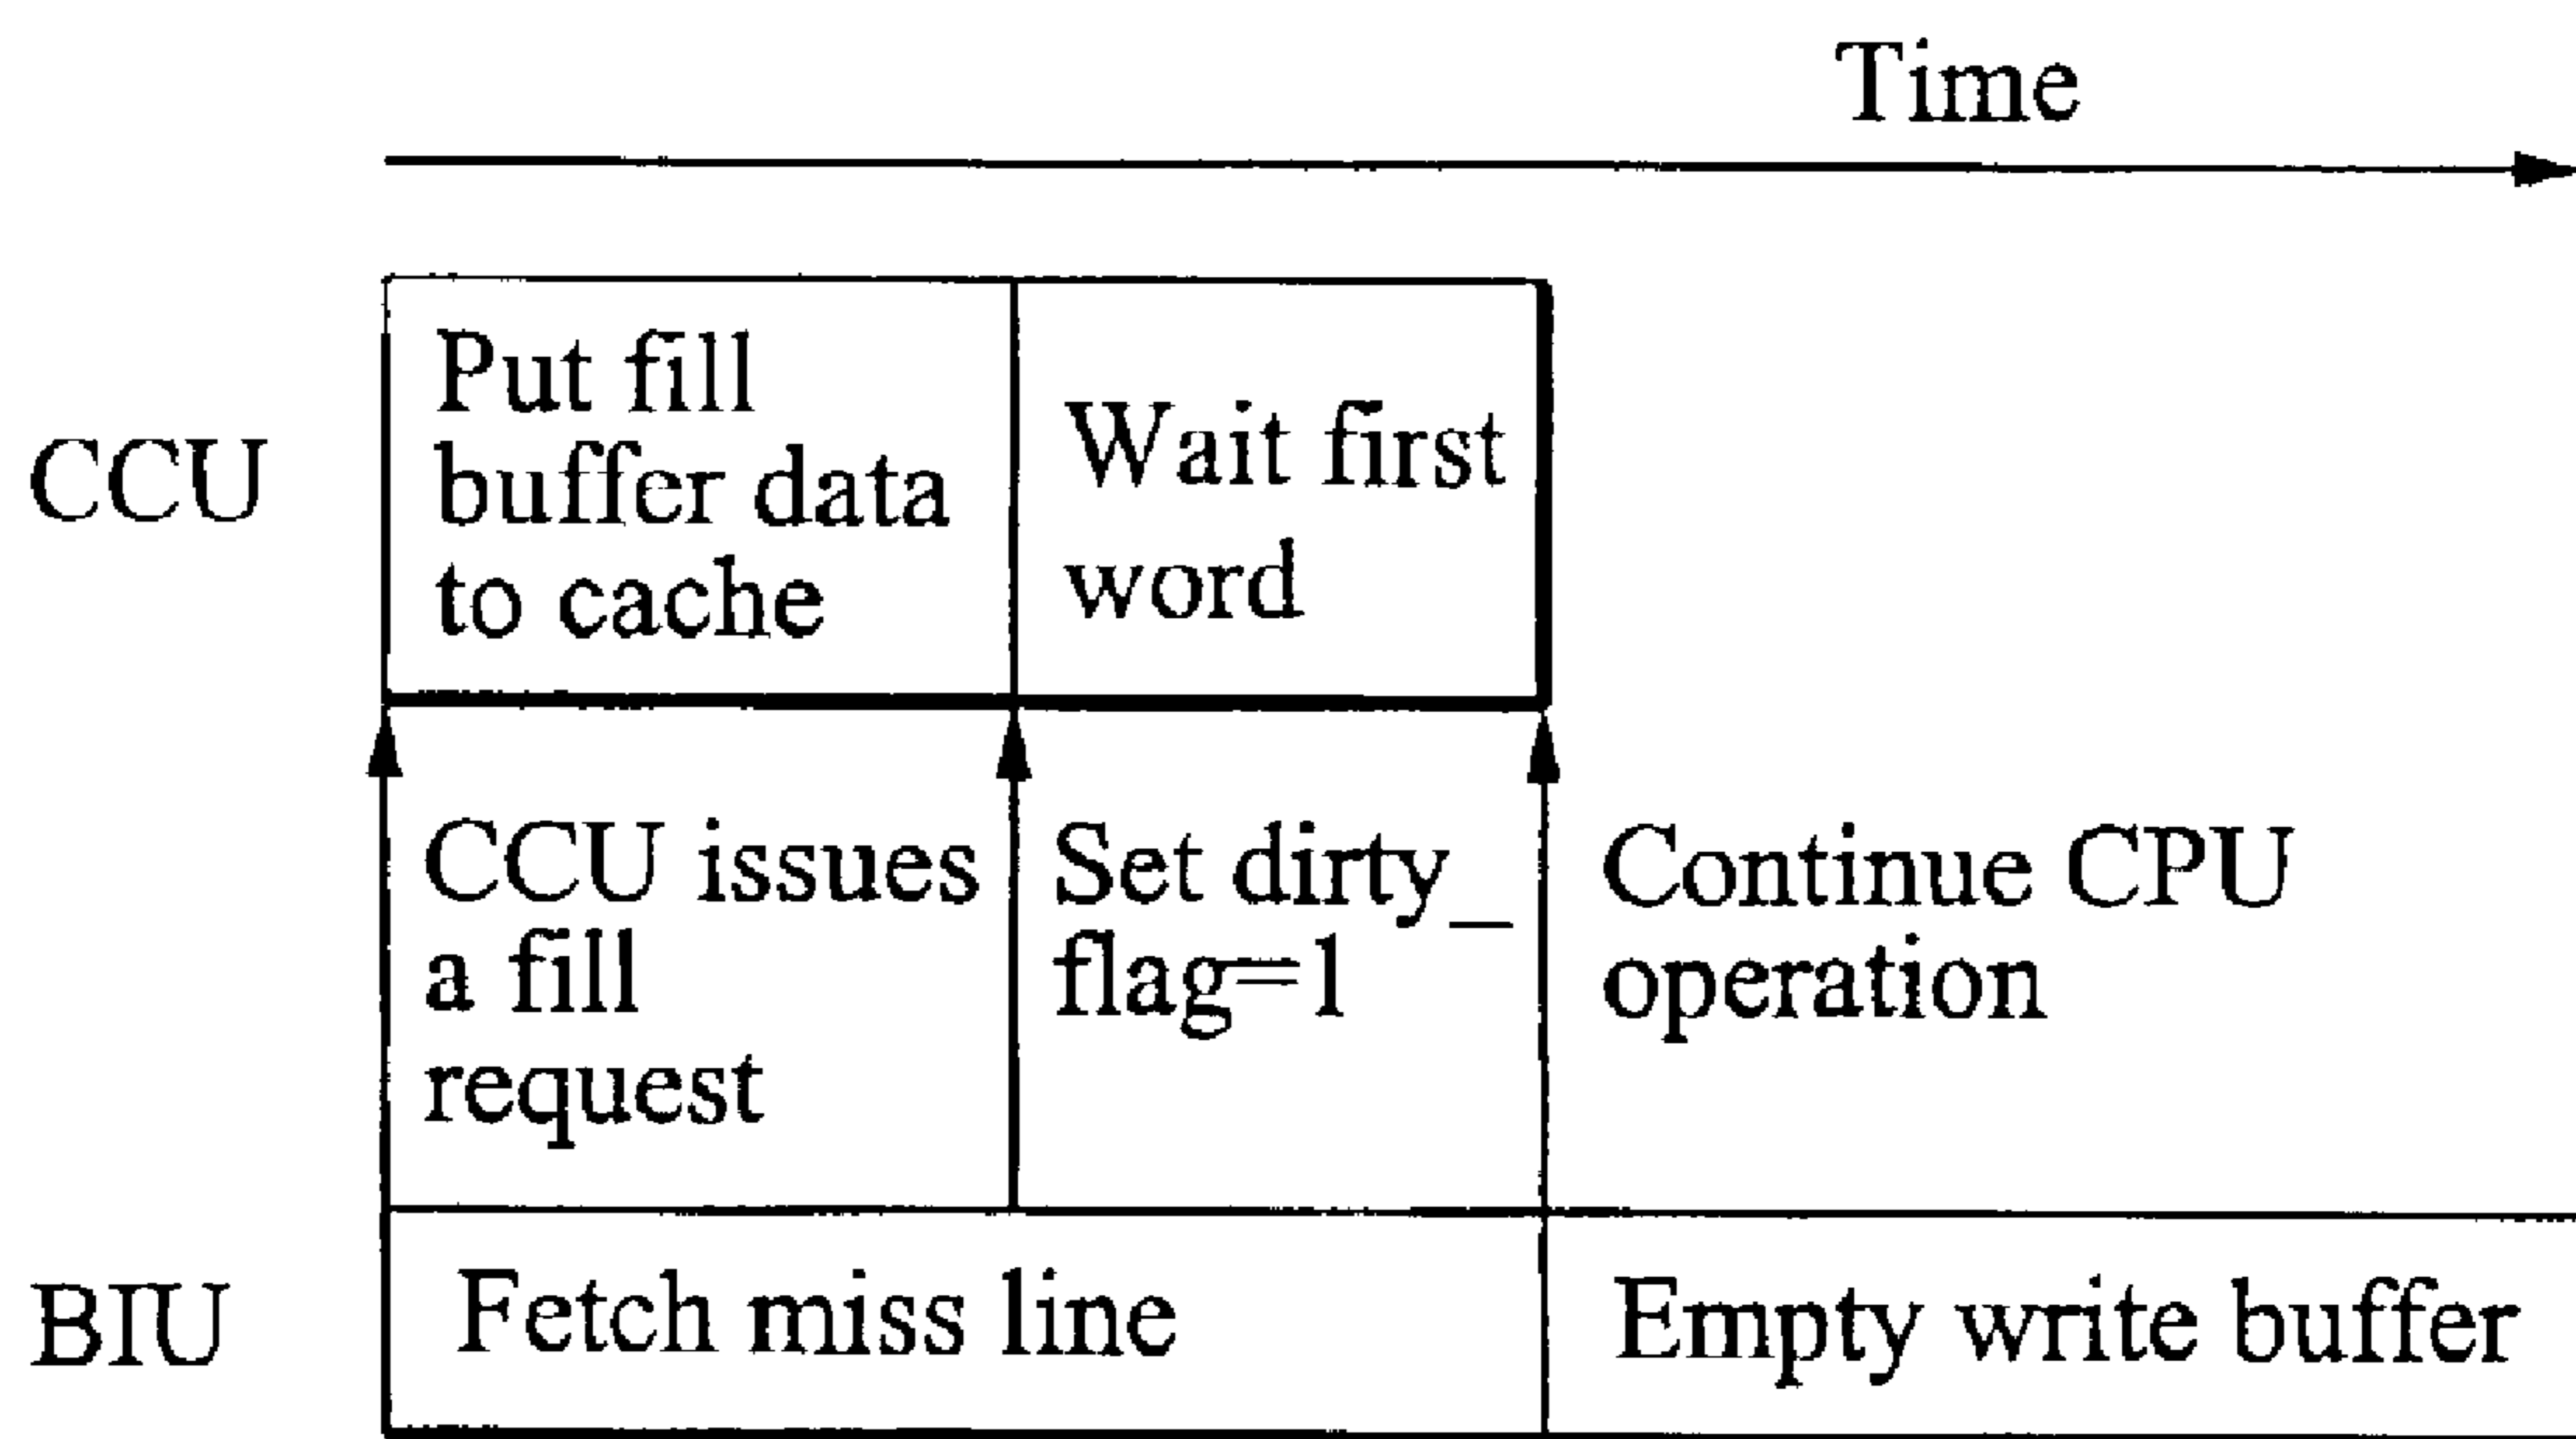 Time
CCU
Put fill
buffer data
to cache
Wait first
word
CCU issues
a fill
request
Set dirty_
flag=1
Continue CPU
operation
BIU
Fetch miss line
Empty write buffer